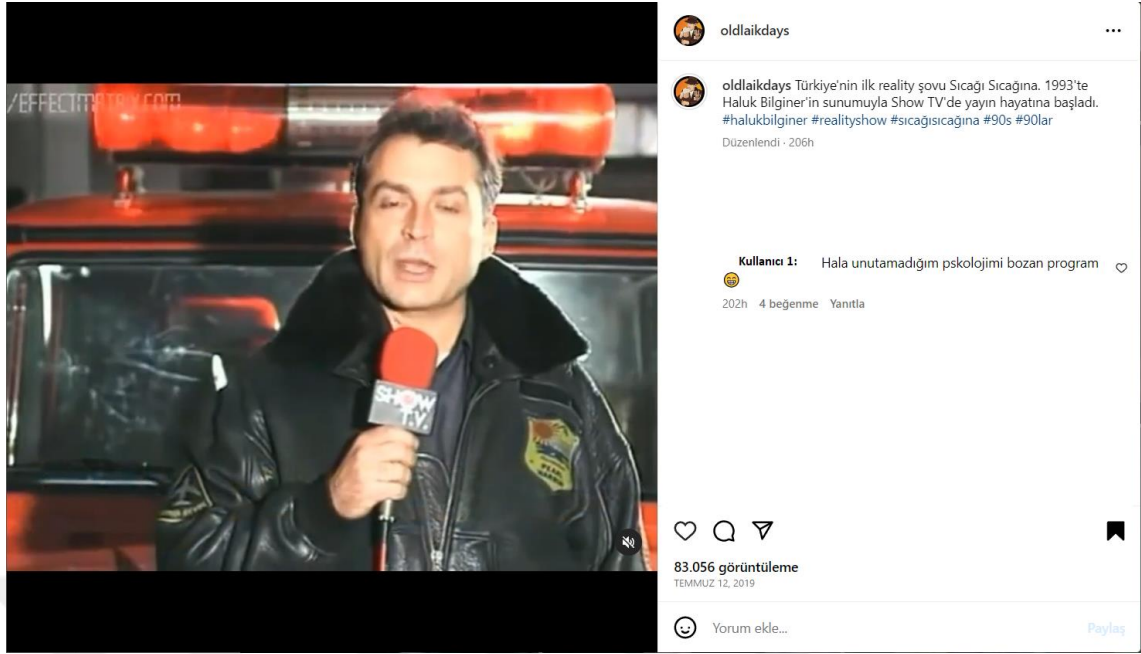 /EFFECTMATRIX.COM
SHOW
T.V.
PEARL
HARBOR
oldlaikdays
oldlaikdays Türkiye'nin ilk reality şovu Sıcağı Sıcağına. 1993'te
Haluk Bilginer'in sunumuyla Show TV'de yayın hayatına başladı.
#halukbilginer #realityshow #sıcağısıcağına #90s #90lar
Düzenlendi · 206h
Kullanıcı 1: Hala unutamadığım pskolojimi bozan program
202h 4 beğenme Yanıtla
83.056 görüntüleme
TEMMUZ 12, 2019
Yorum ekle...
Paylaş